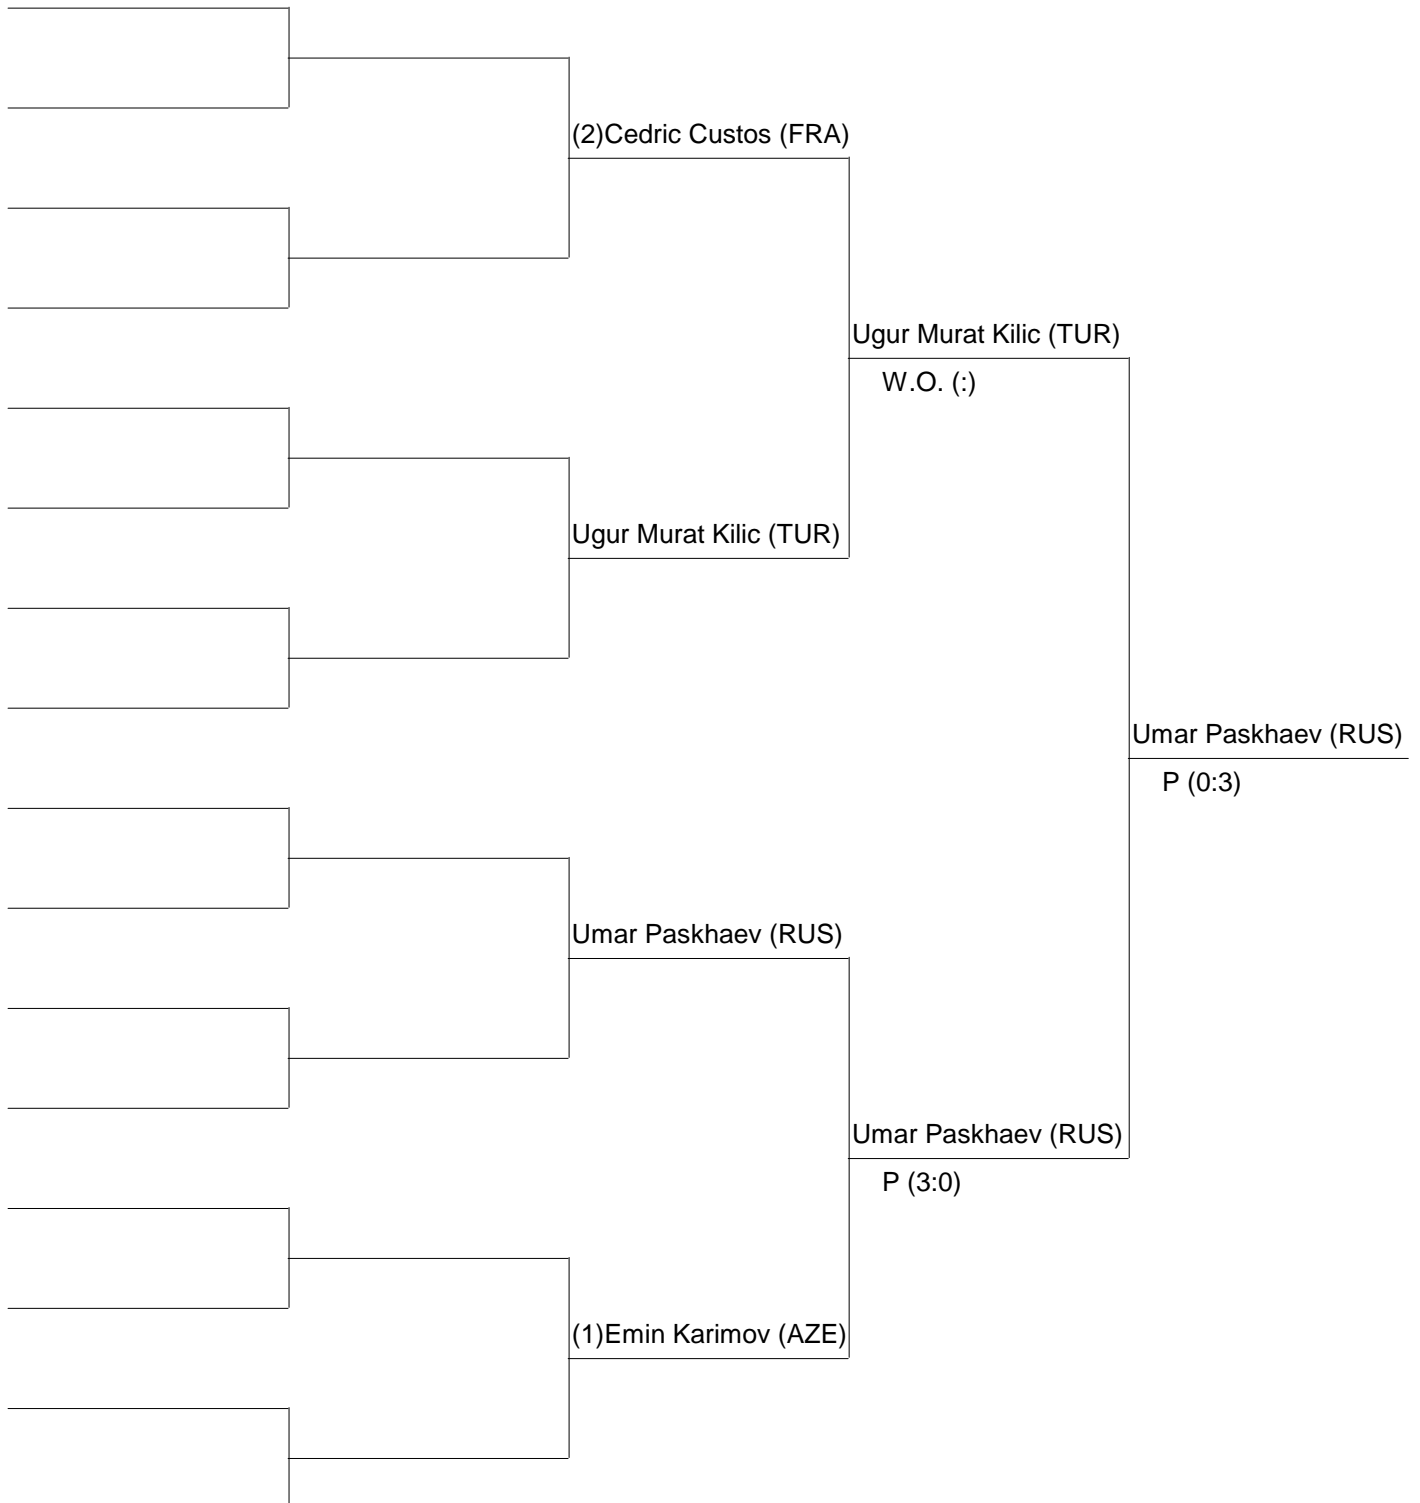 (2)Cedric Custos (FRA)
Ugur Murat Kilic (TUR)
W.O. (:)
Ugur Murat Kilic (TUR)
Umar Paskhaev (RUS)
P (0:3)
Umar Paskhaev (RUS)
Umar Paskhaev (RUS)
P (3:0)
(1)Emin Karimov (AZE)